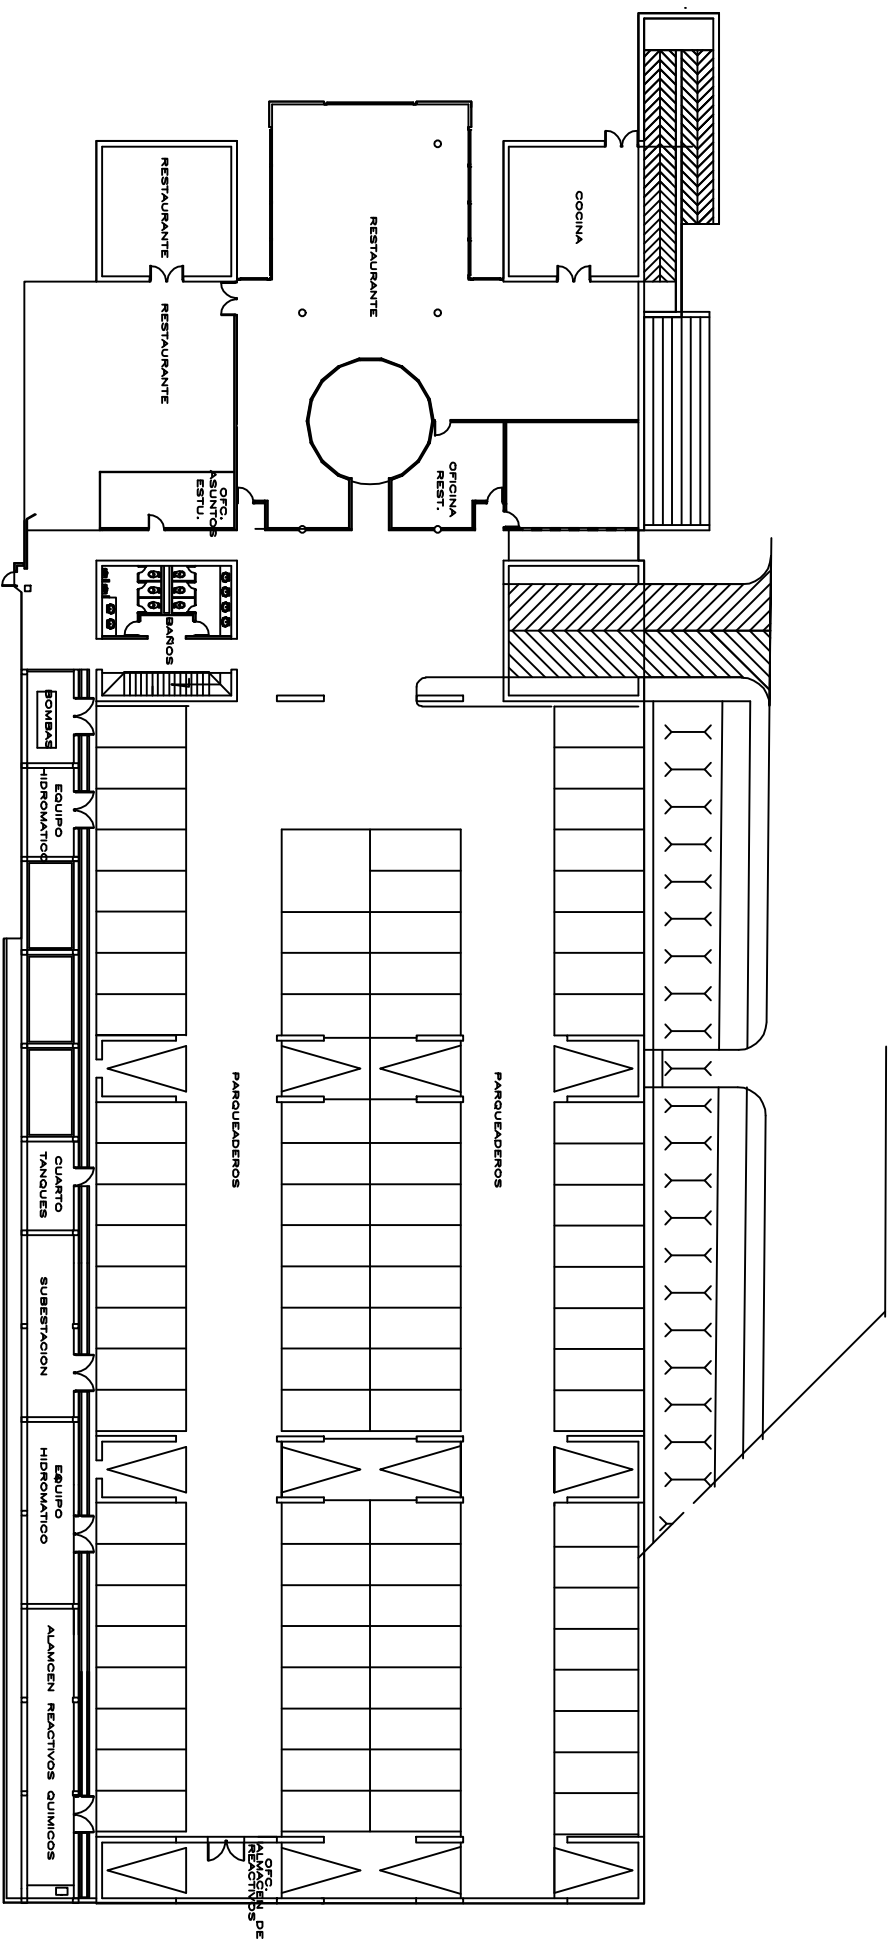 RESTAURANTE
RESTAURANTE
RESTAURANTE
COCINA
OFICINA
REST.
OFC.
ASUNTOS
ESTU.
BAÑOS
BOMBAS
EQUIPO
HIDROMATICO
PARQUEADEROS
PARQUEADEROS
CUARTO
TANQUES
SUBESTACION
EQUIPO
HIDROMATICO
ALAMCEN REACTIVOS QUIMICOS
OFC.
ALMACEN DE
REACTIVOS